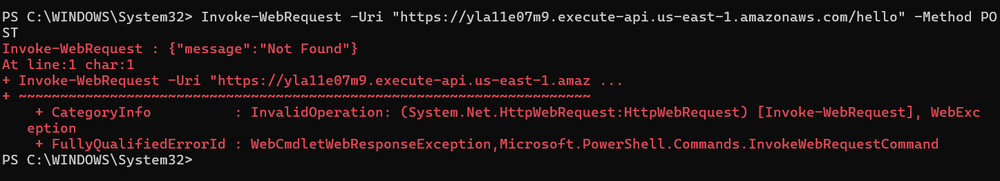 PS C:\WINDOWS\System32> Invoke-WebRequest -Uri "https://yla11e07m9.execute-api.us-east-1.amazonaws.com/hello" -Method PO
ST
Invoke-WebRequest : {"message":"Not Found"}
At line:1 char:1
+ Invoke-WebRequest -Uri "https://yla11e07m9.execute-api.us-east-1.amaz ...
+ ~~~~~~~~~~~~~~~~~~~~~~~~~~~~~~~~~~~~~~~~~~~~~~~~~~~~~~~~~~~~~~~~~~~~~
    + CategoryInfo          : InvalidOperation: (System.Net.HttpWebRequest:HttpWebRequest) [Invoke-WebRequest], WebExc
   eption
    + FullyQualifiedErrorId : WebCmdletWebResponseException,Microsoft.PowerShell.Commands.InvokeWebRequestCommand
PS C:\WINDOWS\System32>